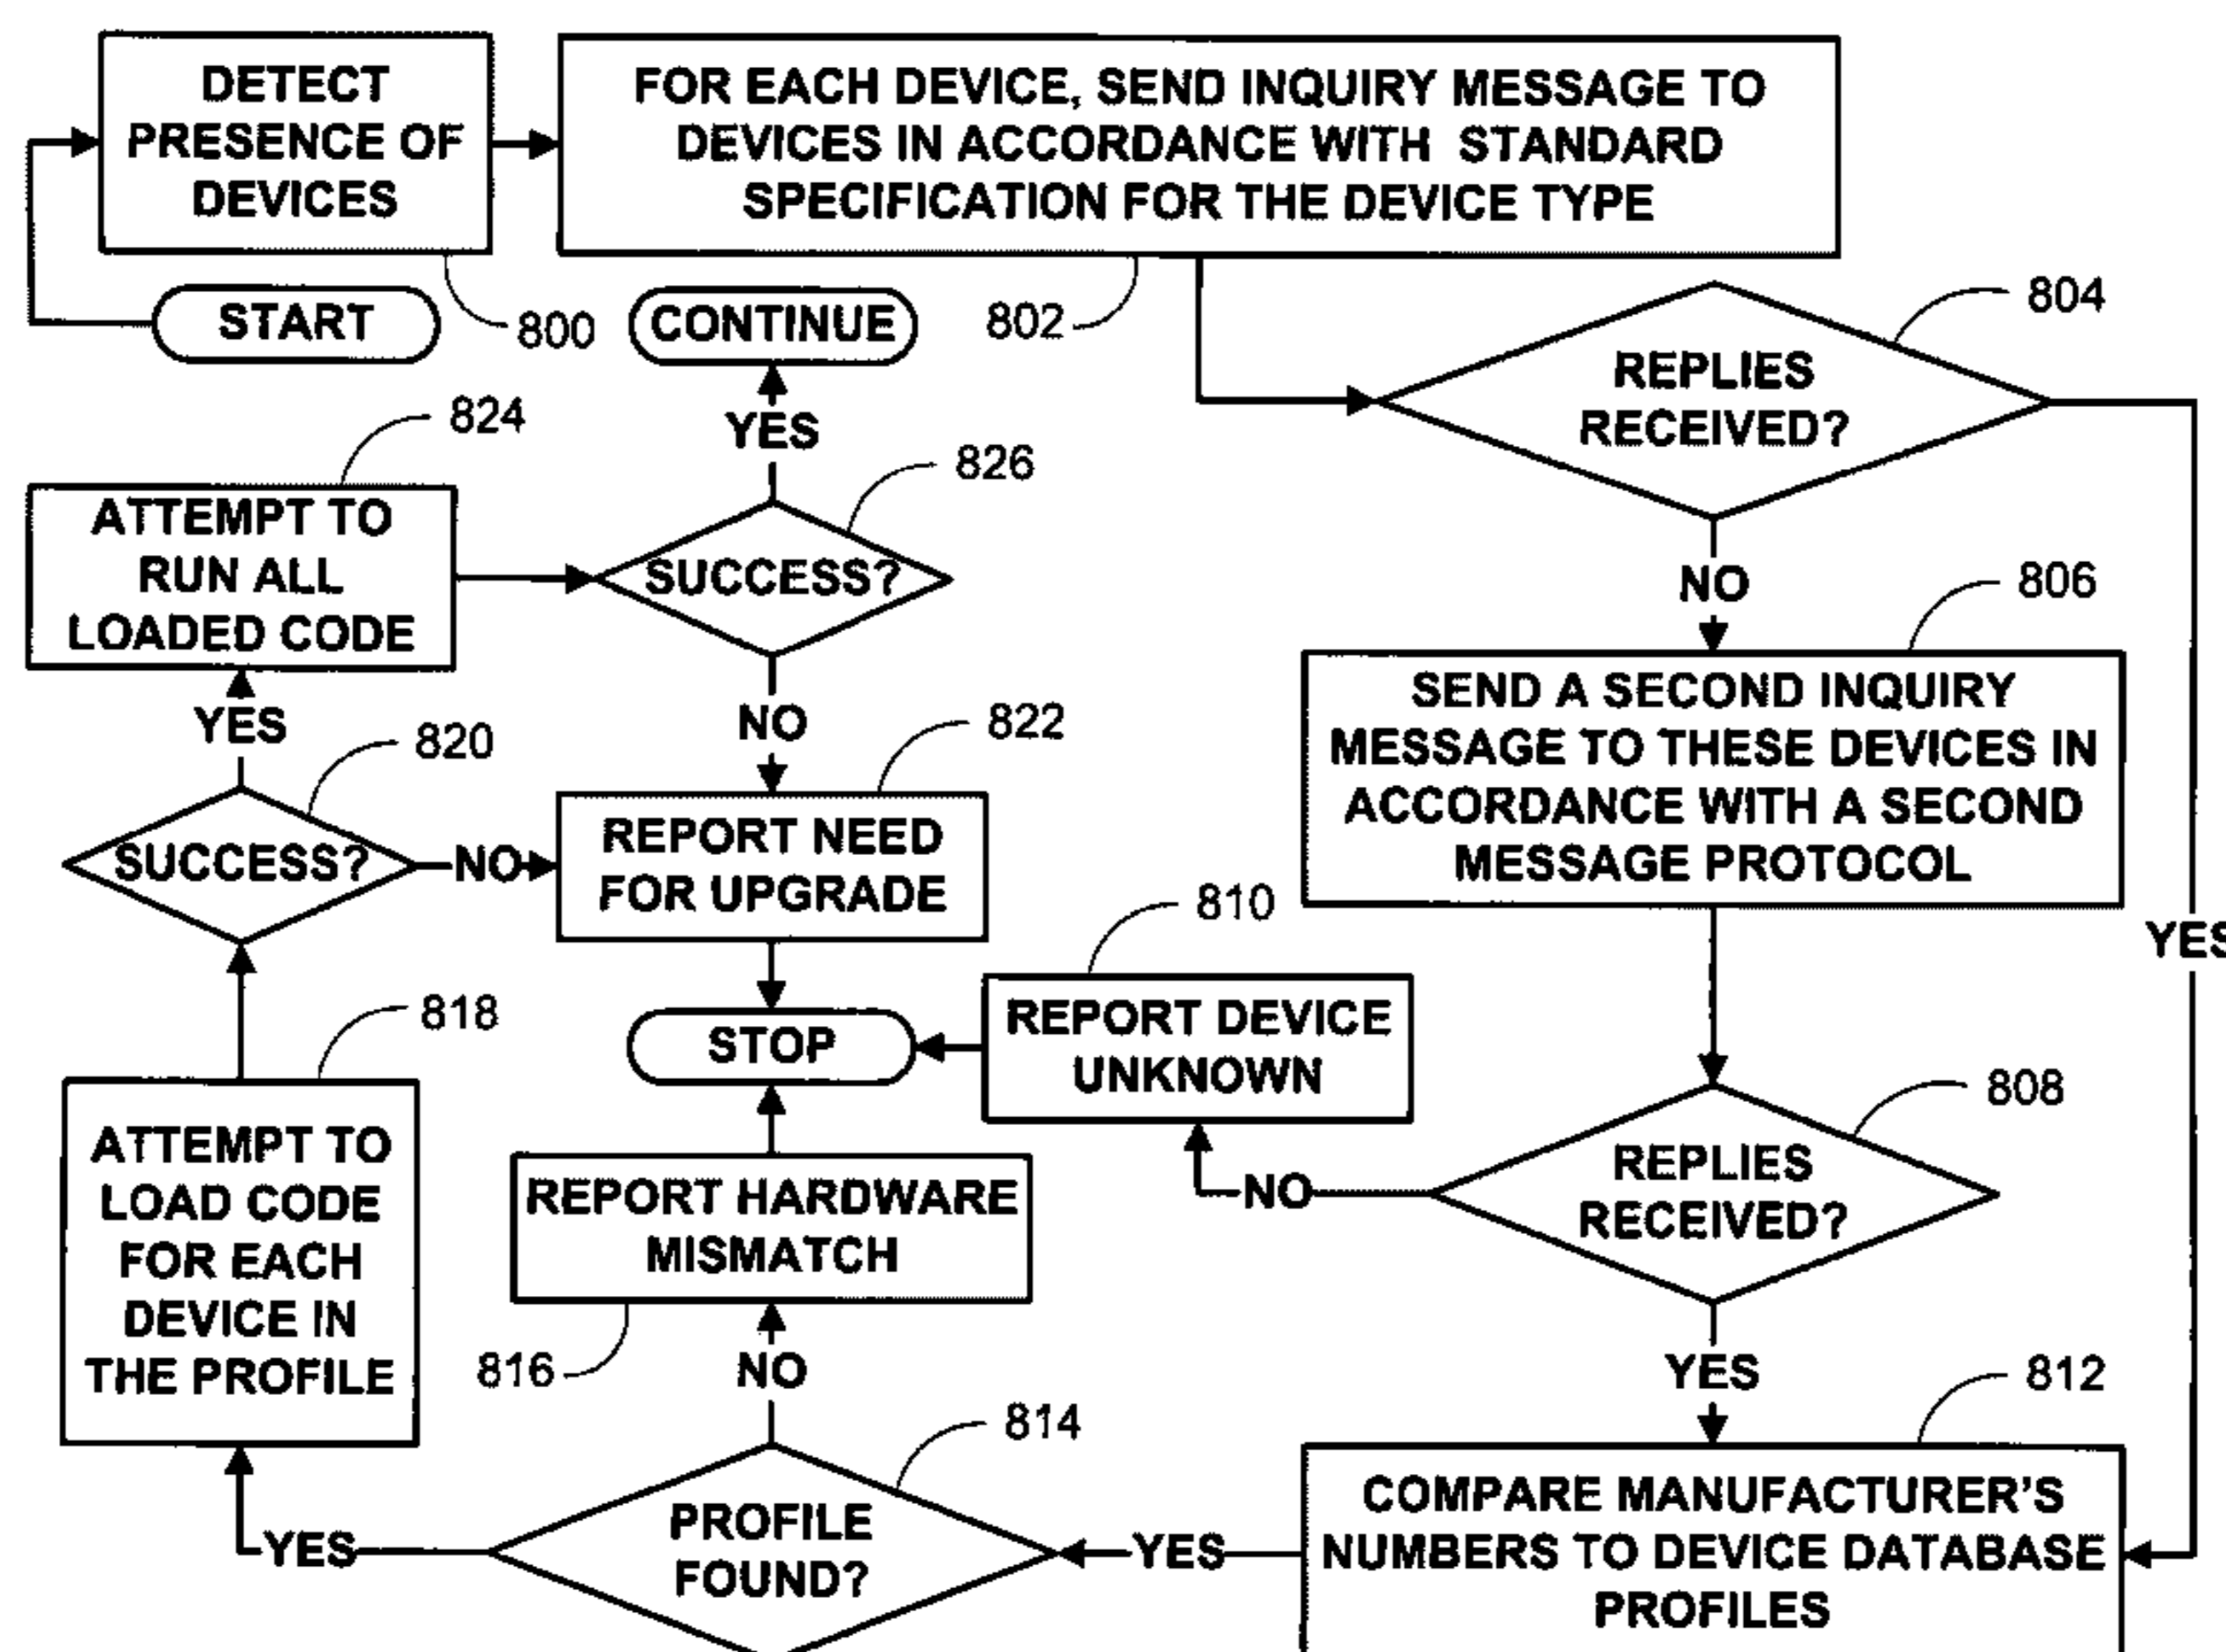 DETECT
PRESENCE OF
DEVICES
FOR EACH DEVICE, SEND INQUIRY MESSAGE TO
DEVICES IN ACCORDANCE WITH STANDARD
SPECIFICATION FOR THE DEVICE TYPE
START
800
CONTINUE
802
804
REPLIES
RECEIVED?
YES
824
826
ATTEMPT TO
RUN ALL
LOADED CODE
SUCCESS?
NO
806
YES
820
NO
822
SEND A SECOND INQUIRY
MESSAGE TO THESE DEVICES IN
ACCORDANCE WITH A SECOND
MESSAGE PROTOCOL
SUCCESS?
NO
REPORT NEED
FOR UPGRADE
810
YES
818
STOP
REPORT DEVICE
UNKNOWN
808
ATTEMPT TO
LOAD CODE
FOR EACH
DEVICE IN
THE PROFILE
REPORT HARDWARE
MISMATCH
NO
REPLIES
RECEIVED?
816
NO
YES
812
814
PROFILE
FOUND?
YES
YES
COMPARE MANUFACTURER'S
NUMBERS TO DEVICE DATABASE
PROFILES